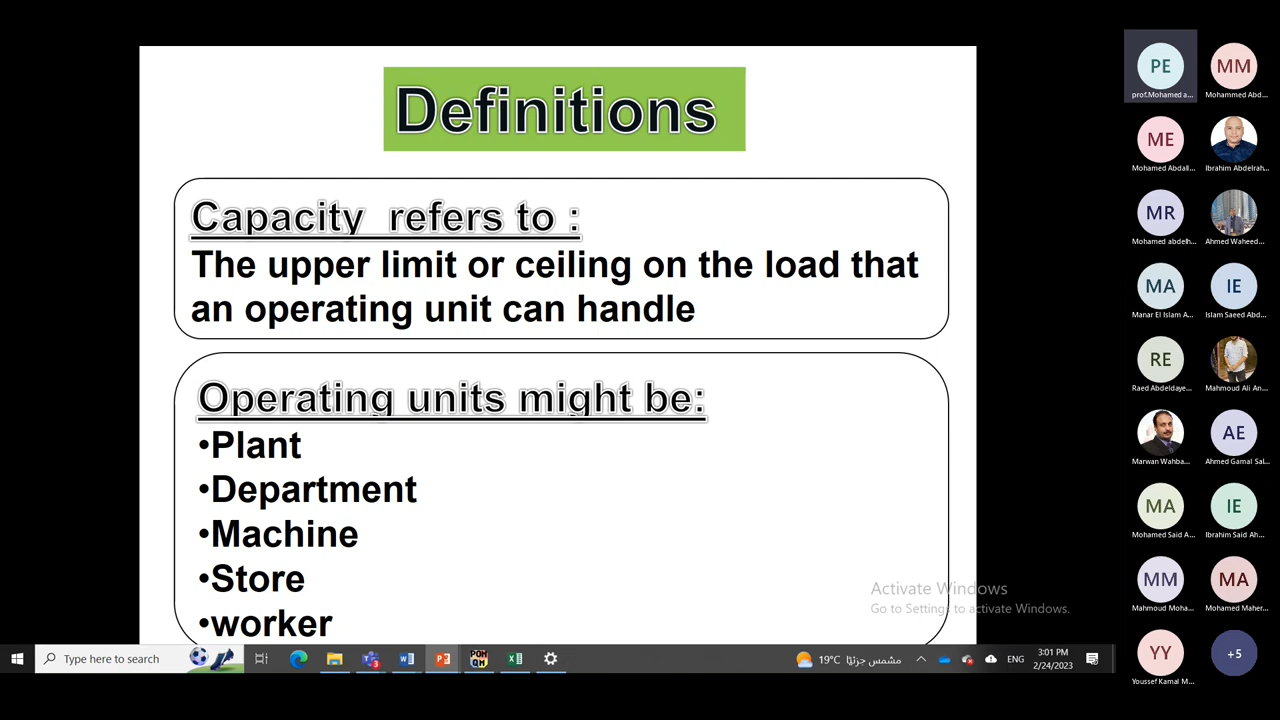 Definitions
Capacity refers to :
The upper limit or ceiling on the load that
an operating unit can handle
Operating units might be:
•Plant
•Department
•Machine
•Store
•worker
Activate Windows
Go to Settings to activate Windows.
Type here to search
POM
QM
19°C مشمس جزئيًا
ENG
3:01 PM
2/24/2023
PE
MM
prof.Mohamed a...
Mohammed Abd...
ME
Mohamed Abdall...
Ibrahim Abdelrah...
MR
Mohamed abdelh...
Ahmed Waheed...
MA
IE
Manar El Islam A...
Islam Saeed Abd...
RE
Raed Abdeldaye...
Mahmoud Ali An...
AE
Marwan Wahba...
Ahmed Gamal Sal...
MA
IE
Mohamed Said A...
Ibrahim Said Ah...
MM
MA
Mahmoud Moha...
Mohamed Maher...
YY
+5
Youssef Kamal M...